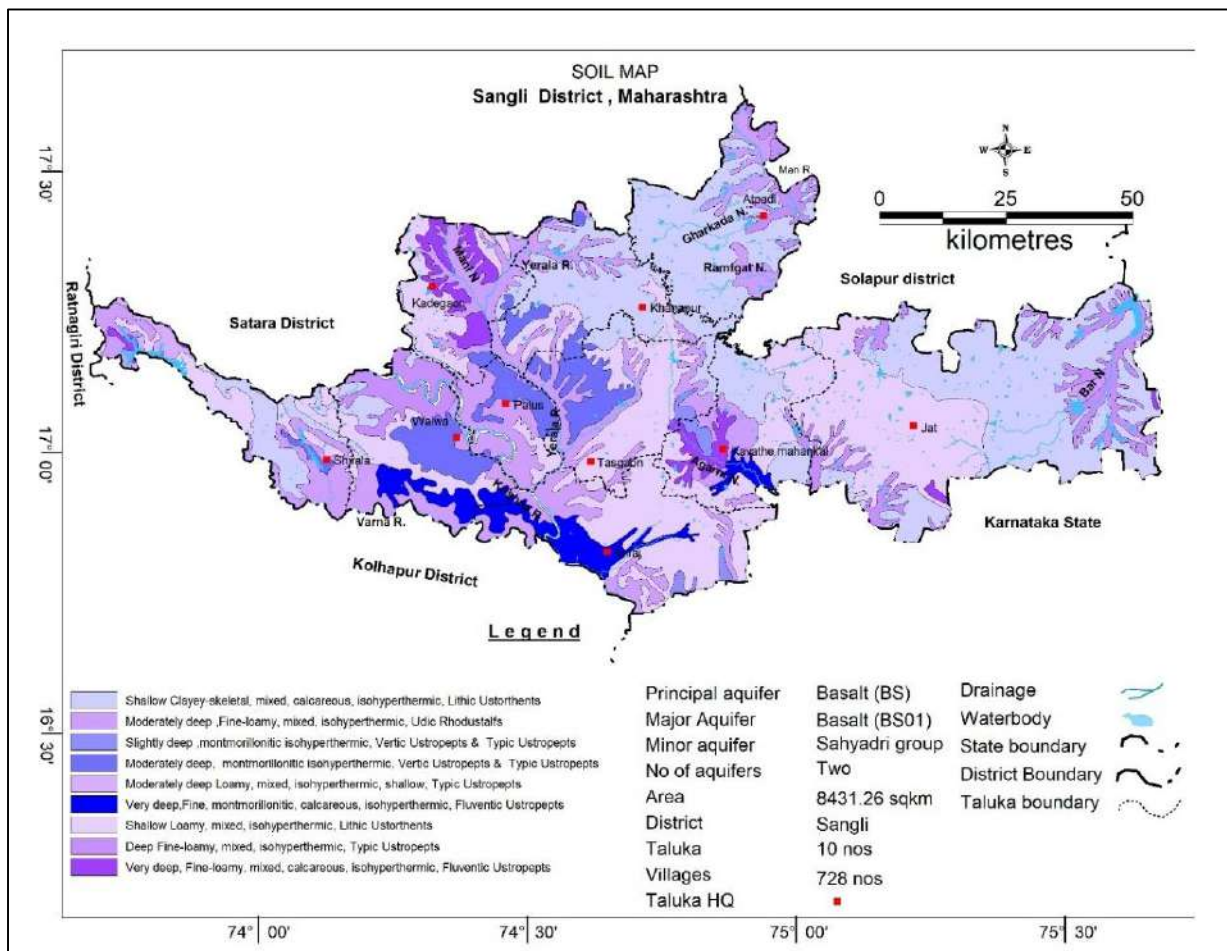 SOIL MAP
Sangli District , Maharashtra
N
W E
S
17° 30'
Man R.
Atpadi
0 25 50
kilometres
Gharkada N.
Mani N.
Yerala R.
Ramfgat N.
Solapur district
Ratnagiri District
Satara District
Kadegaon
Khanapur
Bar N.
Palus
Walwa
Yerala R.
Jat
17° 00'
Shirala
Tasgaon
Kavathe mahankal
Agarni N.
Krishna R.
Varna R.
Karnataka State
Miraj
Kolhapur District
Legend
Shallow Clayey-skeletal, mixed, calcareous, isohyperthermic, Lithic Ustorthents
Moderately deep ,Fine-loamy, mixed, isohyperthermic, Udic Rhodustalfs
Slightly deep ,montmorillonitic isohyperthermic, Vertic Ustropepts & Typic Ustropepts
Moderately deep, montmorillonitic isohyperthermic, Vertic Ustropepts & Typic Ustropepts
Moderately deep Loamy, mixed, isohyperthermic, shallow, Typic Ustropepts
Very deep,Fine, montmorillonitic, calcareous, isohyperthermic, Fluventic Ustropepts
Shallow Loamy, mixed, isohyperthermic, Lithic Ustorthents
Deep Fine-loamy, mixed, isohyperthermic, Typic Ustropepts
Very deep, Fine-loamy, mixed, calcareous, isohyperthermic, Fluventic Ustropepts
Principal aquifer Basalt (BS)
Major Aquifer Basalt (BS01)
Minor aquifer Sahyadri group
No of aquifers Two
Area 8431.26 sqkm
District Sangli
Taluka 10 nos
Villages 728 nos
Taluka HQ
Drainage
Waterbody
State boundary
District Boundary
Taluka boundary
16° 30'
74° 00' 74° 30' 75° 00' 75° 30'